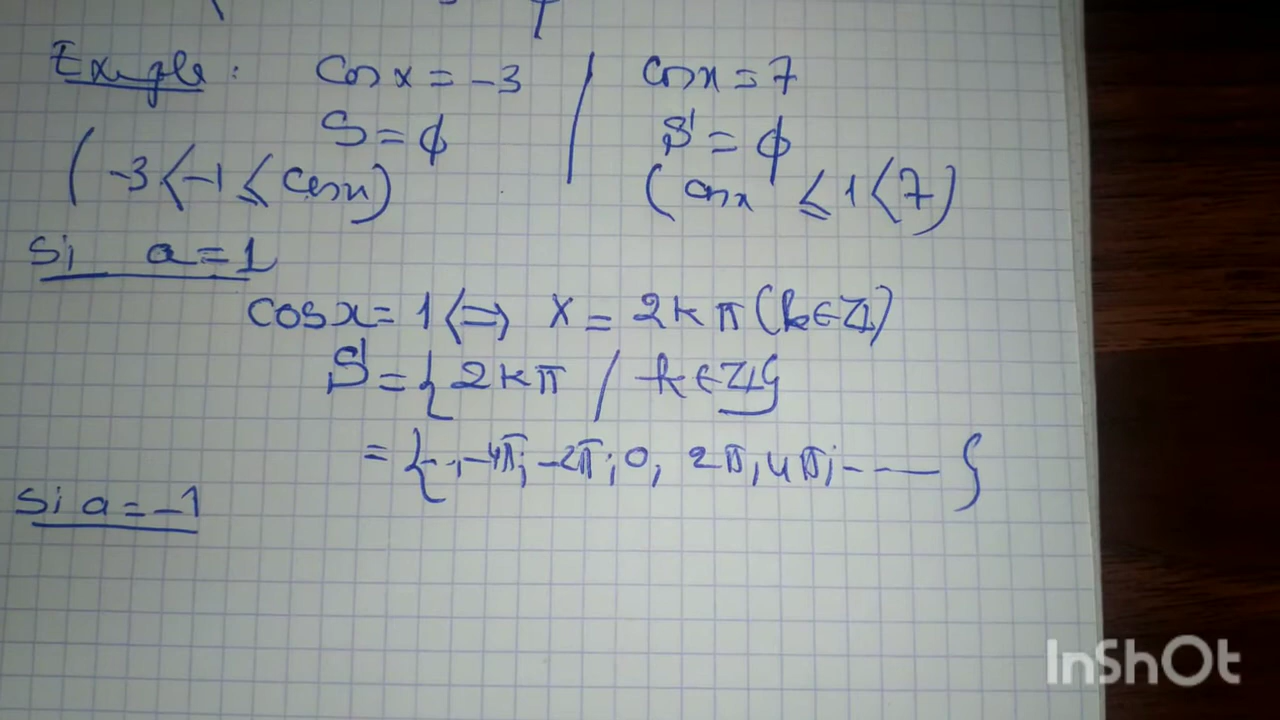 Exemple : cos x = -3 / cos x = 7
S = ϕ S = ϕ
( -3 < -1 ≤ cos x) (cos x ≤ 1 < 7)
Si a = 1
cos x = 1 <=> x = 2kπ (k ∈ ℤ)
S = { 2kπ / k ∈ ℤ }
= {--, -4π; -2π; 0, 2π, 4π; ---- }
Si a = -1
InShOt